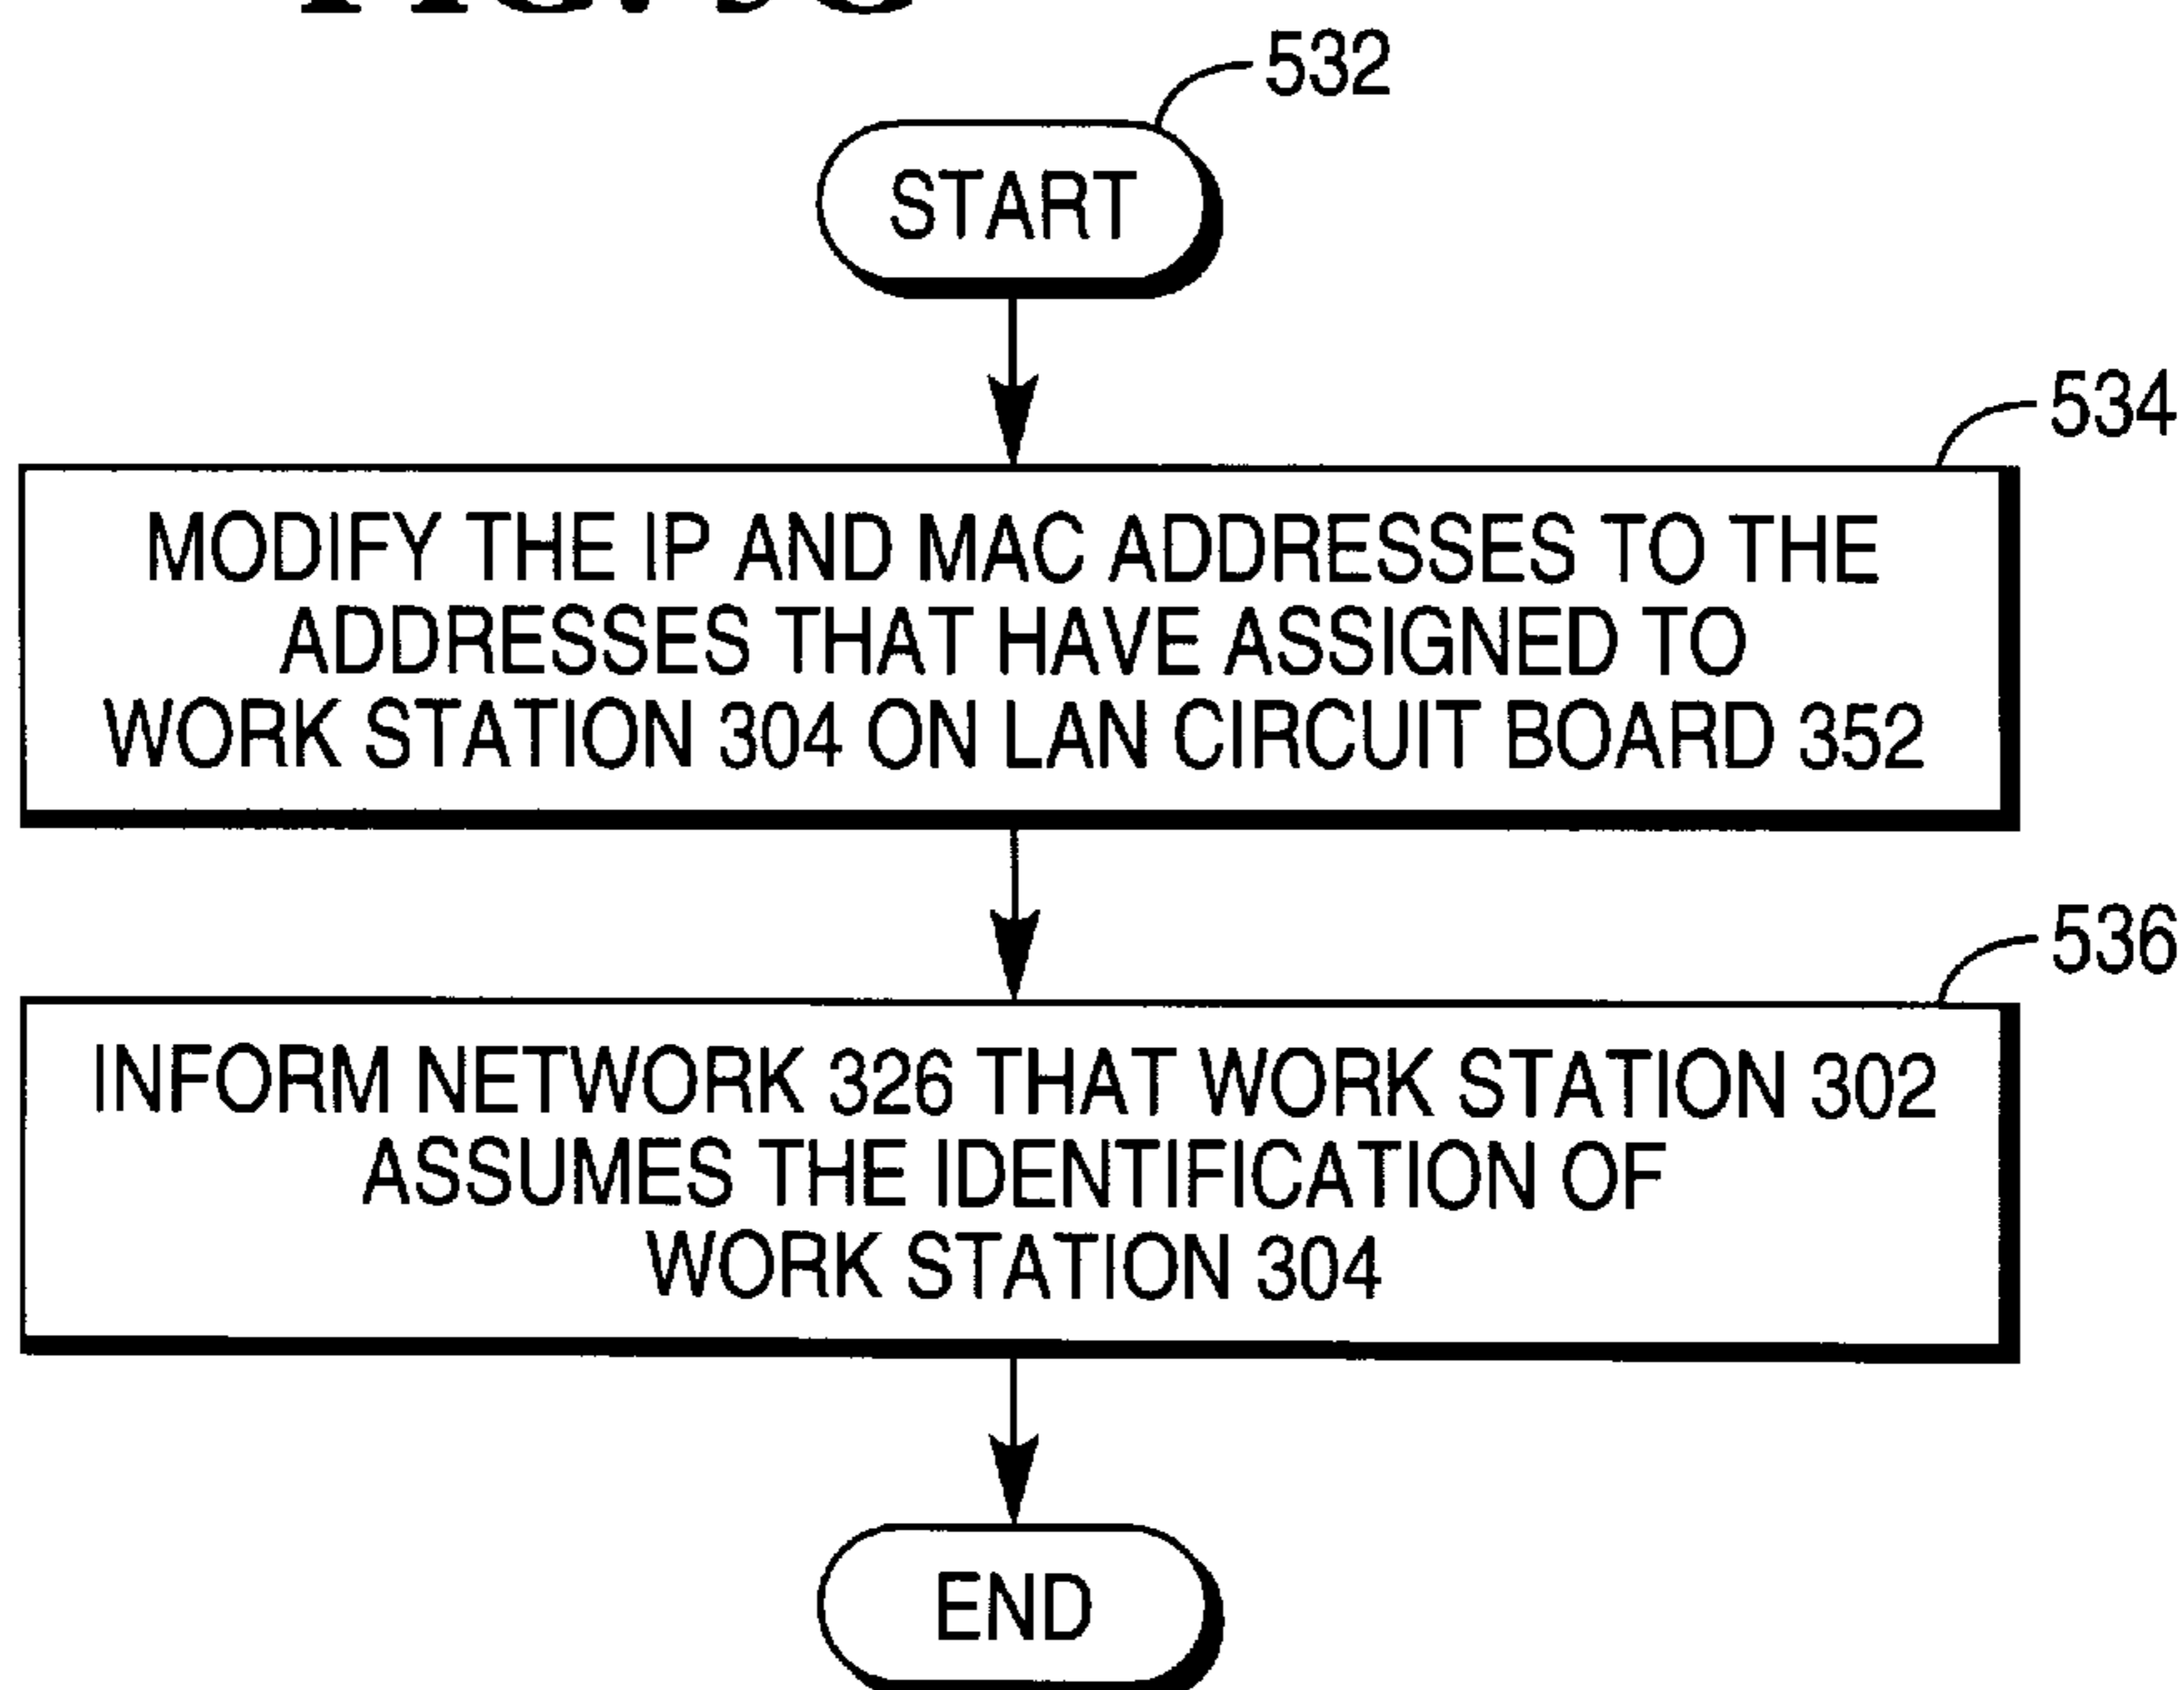 532
START
534
MODIFY THE IP AND MAC ADDRESSES TO THE
ADDRESSES THAT HAVE ASSIGNED TO
WORK STATION 304 ON LAN CIRCUIT BOARD 352
536
INFORM NETWORK 326 THAT WORK STATION 302
ASSUMES THE IDENTIFICATION OF
WORK STATION 304
END